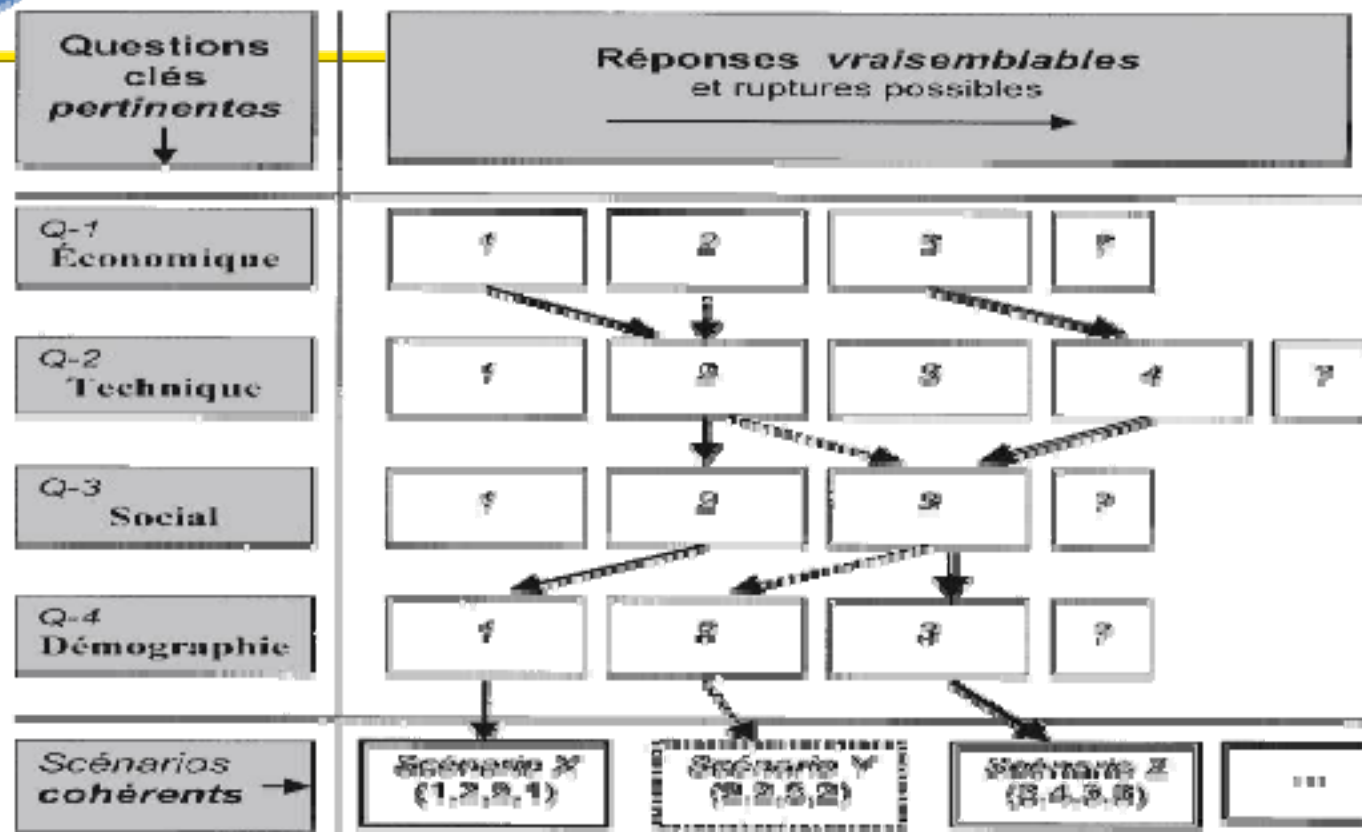 Questions
clés
pertinentes
Réponses vraisemblables
et ruptures possibles
Q-1
Économique
1 2 3 ?
Q-2
Technique
1 2 3 4 ?
Q-3
Social
1 2 3 ?
Q-4
Démographie
1 2 3 ?
Scénarios
cohérents
Scénario X
(1,2,2,1)
Scénario Y
(2,2,3,2)
Scénario Z
(3,4,3,3)
...